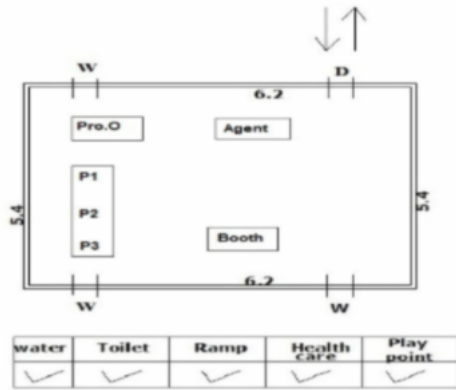 W
D
6.2
Pro.O
Agent
P1
P2
P3
5.4
5.4
Booth
6.2
W
W
water Toilet Ramp Health care Play point